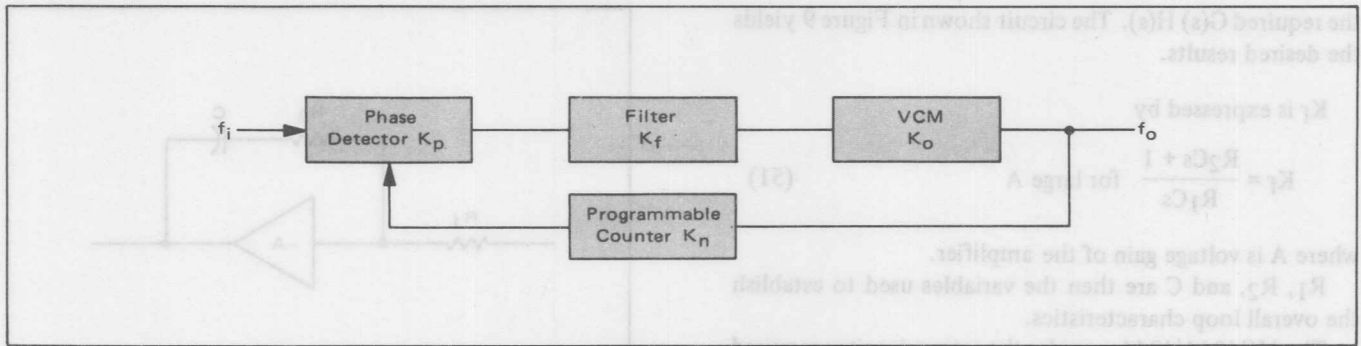 the required G(s) H(s). The circuit shown in Figure 9 yields
the desired results.
Kf is expressed by
Kf = R2Cs + 1 / R1Cs for large A (51)
where A is voltage gain of the amplifier.
R1, R2, and C are then the variables used to establish
the overall loop characteristics.
fi
Phase
Detector Kp
Filter
Kf
VCM
Ko
fo
Programmable
Counter Kn
C
A
R1